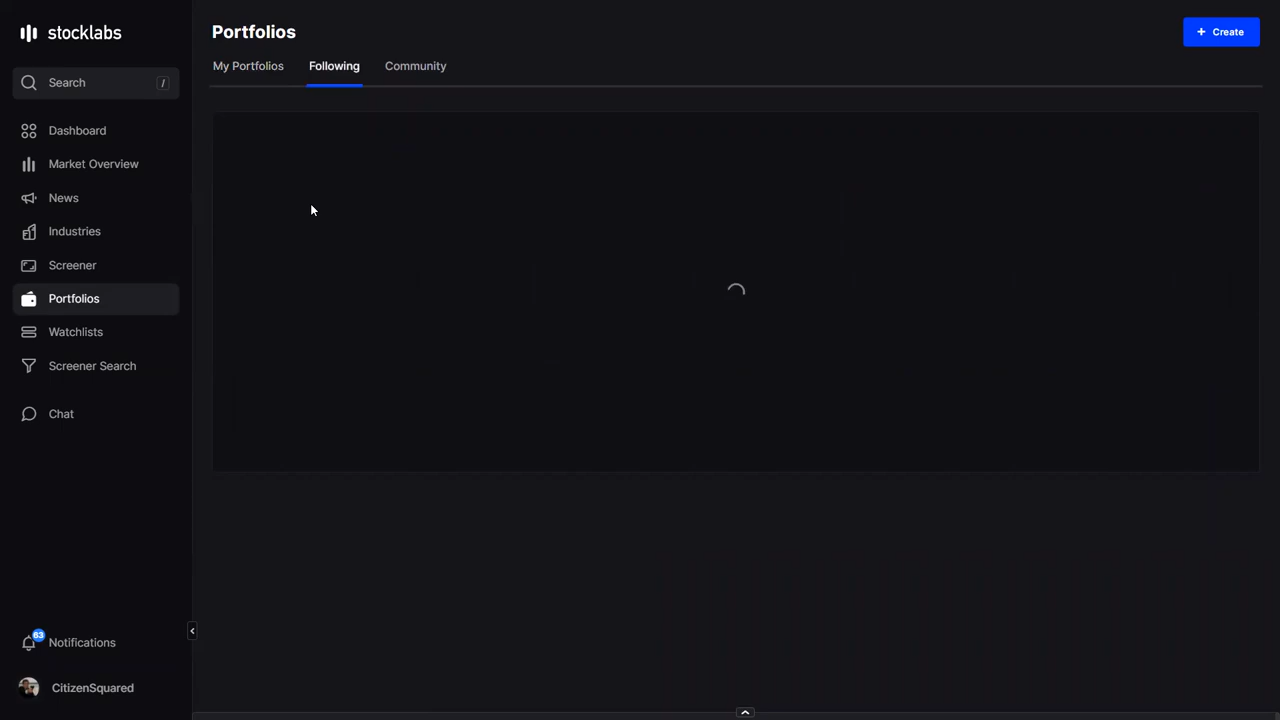 stocklabs
Search /
Dashboard
Market Overview
News
Industries
Screener
Portfolios
Watchlists
Screener Search
Chat
63
Notifications
CitizenSquared
Portfolios
+ Create
My Portfolios Following Community